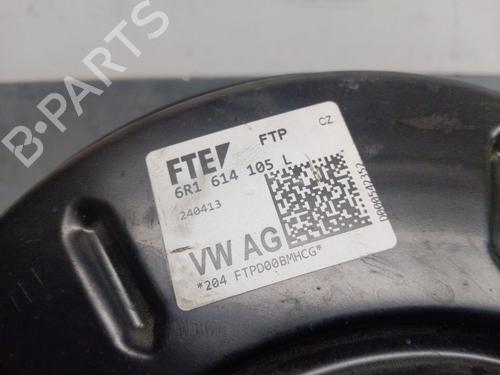 B-PARTS
FTE FTP CZ
6R1 614 105 L
240413
VW AG
*204 FTPD00BMHCG*